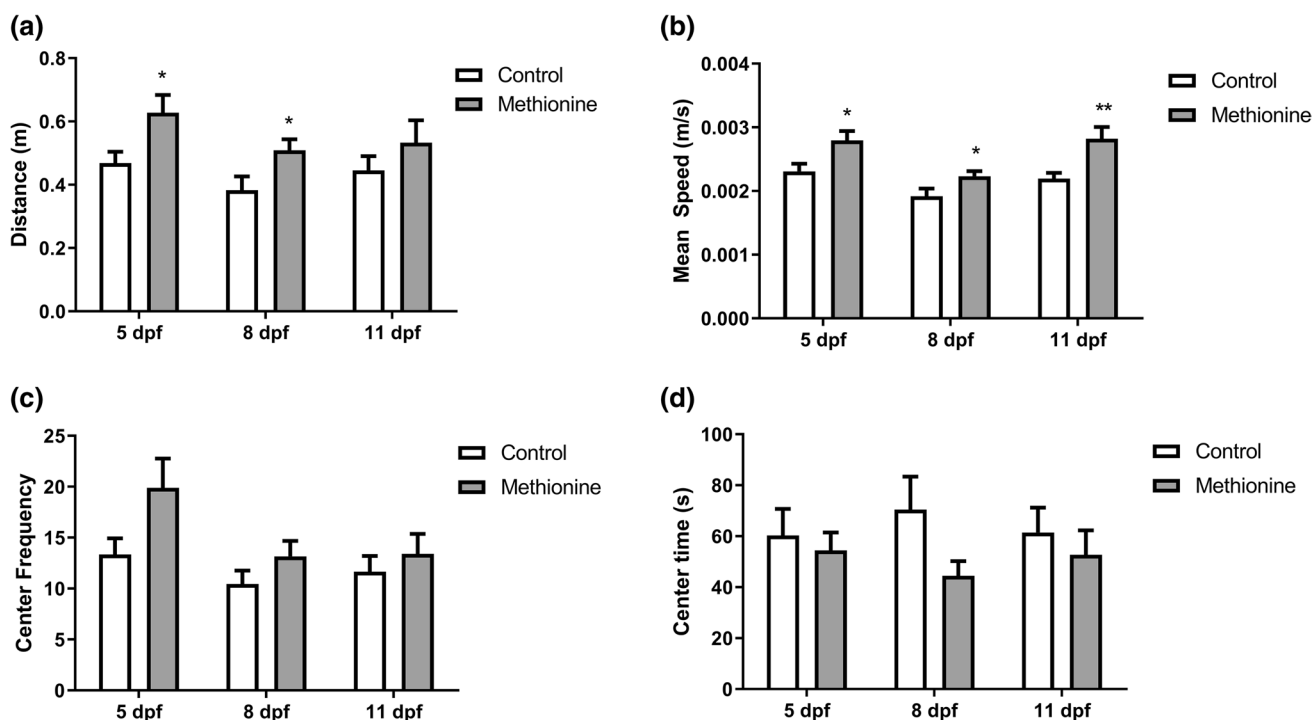 (a)
Distance (m)
0.8
0.6
0.4
0.2
0.0
*
*
5 dpf 8 dpf 11 dpf
Control
Methionine
(b)
Mean Speed (m/s)
0.004
0.003
0.002
0.001
0.000
*
*
**
5 dpf 8 dpf 11 dpf
Control
Methionine
(c)
Center Frequency
25
20
15
10
5
0
5 dpf 8 dpf 11 dpf
Control
Methionine
(d)
Center time (s)
100
80
60
40
20
0
5 dpf 8 dpf 11 dpf
Control
Methionine